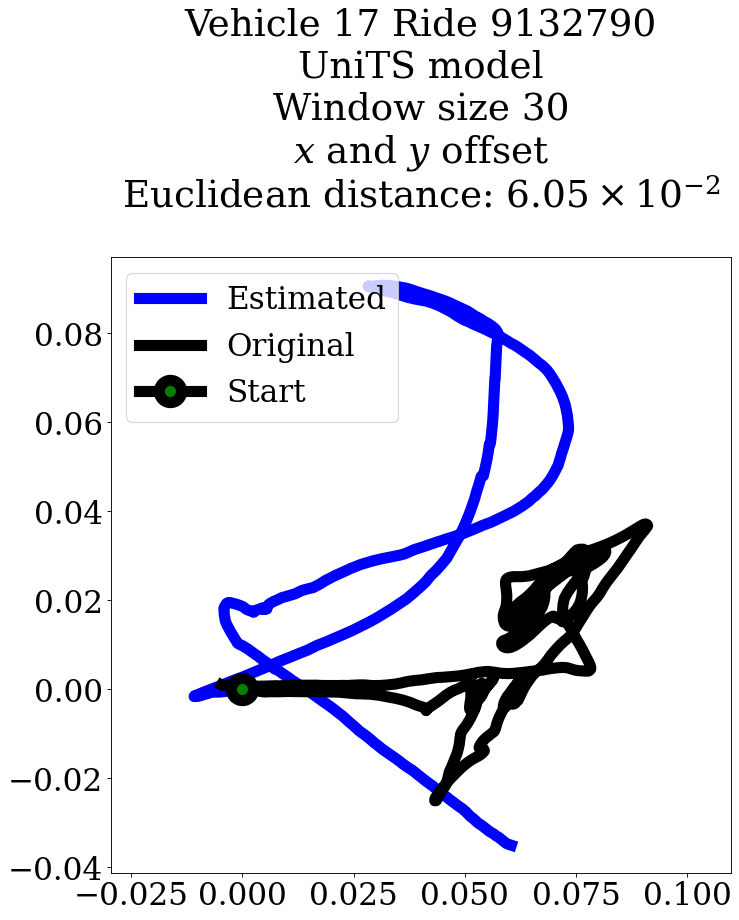 Vehicle 17 Ride 9132790
UniTS model
Window size 30
x and y offset
Euclidean distance: 6.05 × 10⁻²
Estimated
Original
Start
0.08
0.06
0.04
0.02
0.00
−0.02
−0.04
−0.025 0.000 0.025 0.050 0.075 0.100